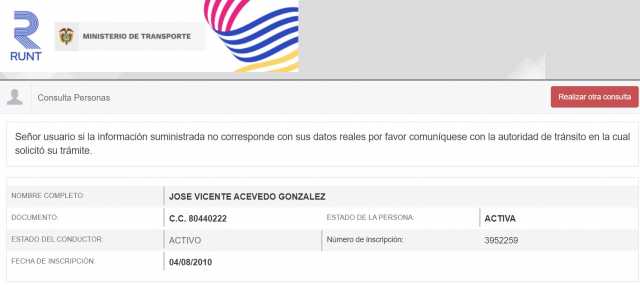 RUNT
MINISTERIO DE TRANSPORTE
Consulta Personas
Realizar otra consulta
Señor usuario si la información suministrada no corresponde con sus datos reales por favor comuníquese con la autoridad de tránsito en la cual
solicitó su trámite.
NOMBRE COMPLETO: JOSE VICENTE ACEVEDO GONZALEZ
DOCUMENTO: C.C. 80440222 ESTADO DE LA PERSONA: ACTIVA
ESTADO DEL CONDUCTOR: ACTIVO Número de inscripción: 3952259
FECHA DE INSCRIPCIÓN: 04/08/2010